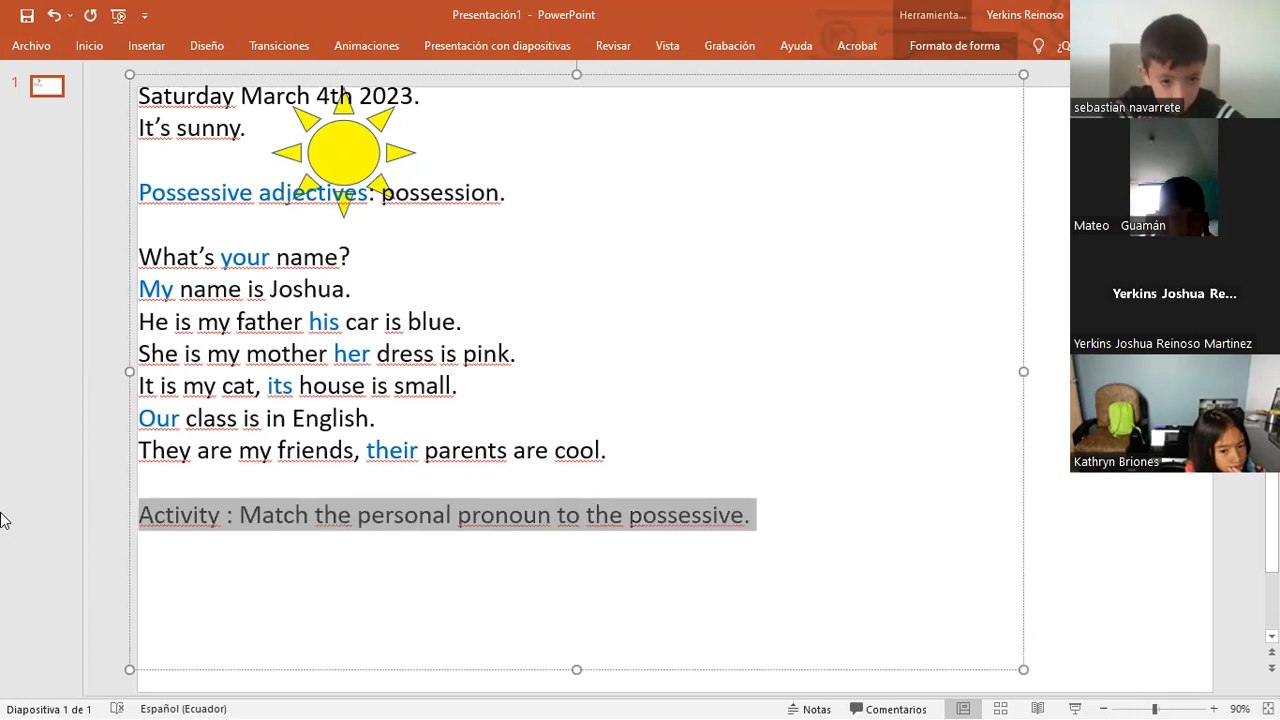 Presentación1 - PowerPoint
Herramienta...
Yerkins Reinoso
Archivo Inicio Insertar Diseño Transiciones Animaciones Presentación con diapositivas Revisar Vista Grabación Ayuda Acrobat Formato de forma ¿Q
1
Saturday March 4th 2023.
It's sunny.
Possessive adjectives: possession.
What's your name?
My name is Joshua.
He is my father his car is blue.
She is my mother her dress is pink.
It is my cat, its house is small.
Our class is in English.
They are my friends, their parents are cool.
Activity : Match the personal pronoun to the possessive.
sebastian navarrete
Mateo Guamán
Yerkins Joshua Re...
Yerkins Joshua Reinoso Martinez
Kathryn Briones
Diapositiva 1 de 1 Español (Ecuador) Notas Comentarios 90%